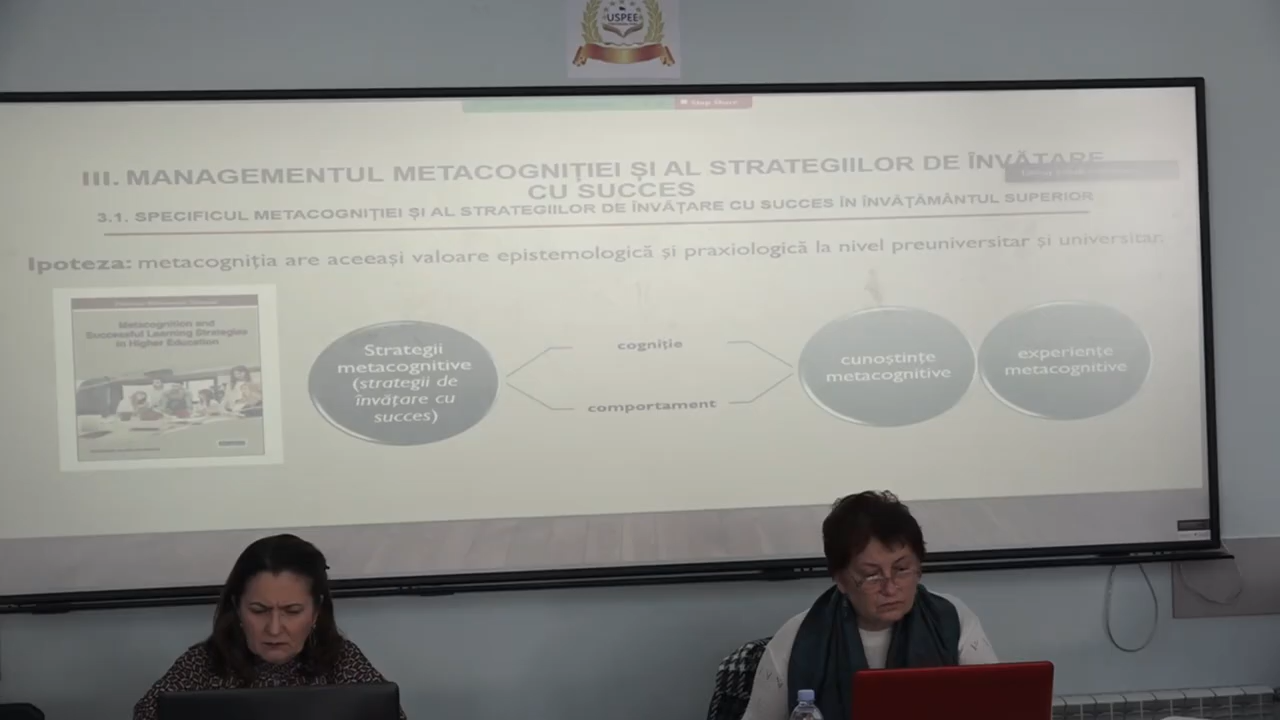 USPEE
Stop Share
III. MANAGEMENTUL METACOGNIȚIEI ȘI AL STRATEGIILOR DE ÎNVĂȚARE
CU SUCCES
3.1. SPECIFICUL METACOGNIȚIEI ȘI AL STRATEGIILOR DE ÎNVĂȚARE CU SUCCES ÎN ÎNVĂȚĂMÂNTUL SUPERIOR
Ipoteza: metacogniția are aceeași valoare epistemologică și praxiologică la nivel preuniversitar și universitar.
Metacognition and
Successful Learning Strategies
in Higher Education
Strategii
metacognitive
(strategii de
învățare cu
succes)
cogniție
comportament
cunoștințe
metacognitive
experiențe
metacognitive